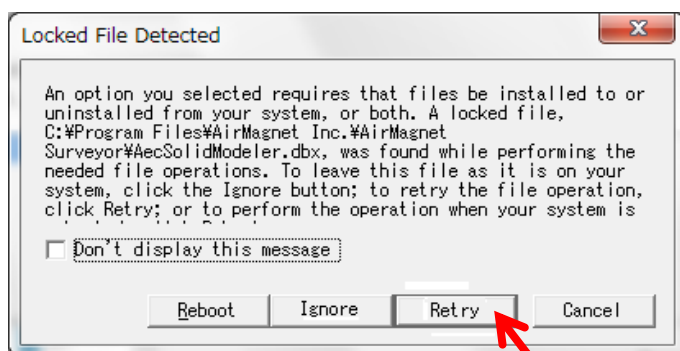 Locked File Detected
An option you selected requires that files be installed to or
uninstalled from your system, or both. A locked file,
C:¥Program Files¥AirMagnet Inc.¥AirMagnet
Surveyor¥AecSolidModeler.dbx, was found while performing the
needed file operations. To leave this file as it is on your
system, click the Ignore button; to retry the file operation,
click Retry; or to perform the operation when your system is
Don't display this message
Reboot Ignore Retry Cancel